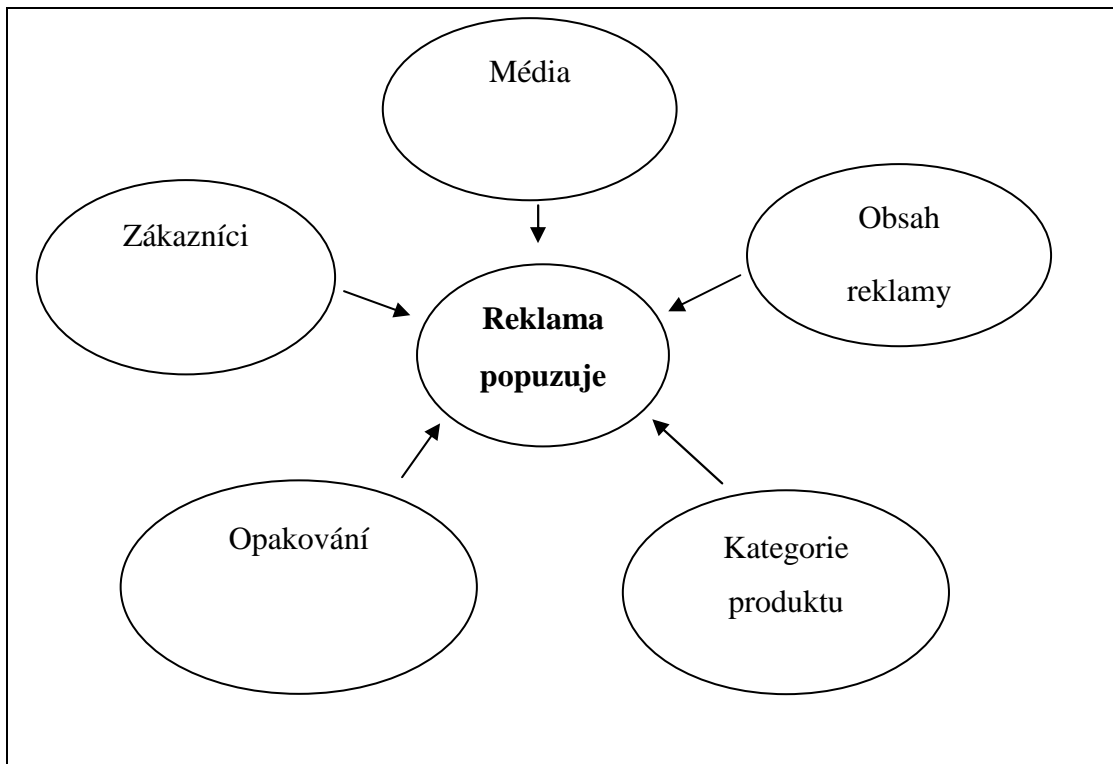 Média
Zákazníci
Obsah
reklamy
Reklama
popuzuje
Opakování
Kategorie
produktu